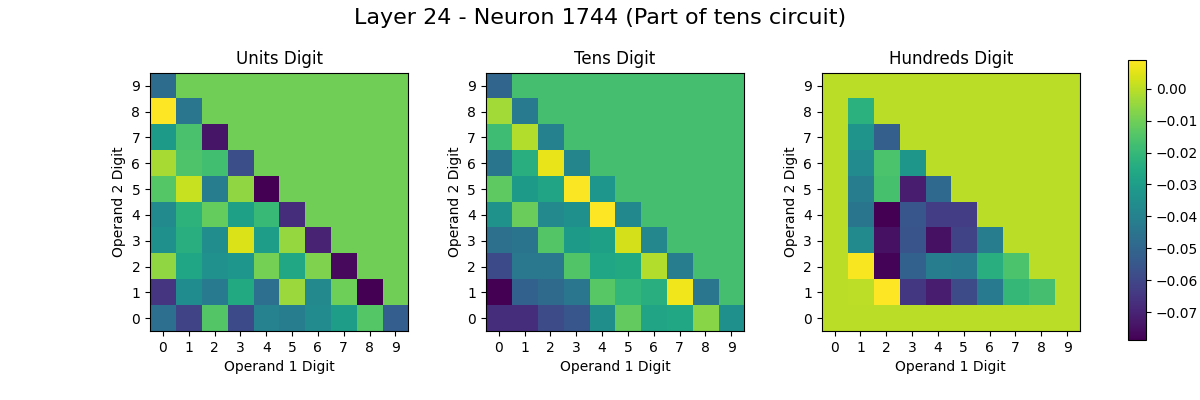 Layer 24 - Neuron 1744 (Part of tens circuit)
Units Digit
Operand 2 Digit
9
8
7
6
5
4
3
2
1
0
0 1 2 3 4 5 6 7 8 9
Operand 1 Digit
Tens Digit
Operand 2 Digit
9
8
7
6
5
4
3
2
1
0
0 1 2 3 4 5 6 7 8 9
Operand 1 Digit
Hundreds Digit
Operand 2 Digit
9
8
7
6
5
4
3
2
1
0
0 1 2 3 4 5 6 7 8 9
Operand 1 Digit
0.00
−0.01
−0.02
−0.03
−0.04
−0.05
−0.06
−0.07